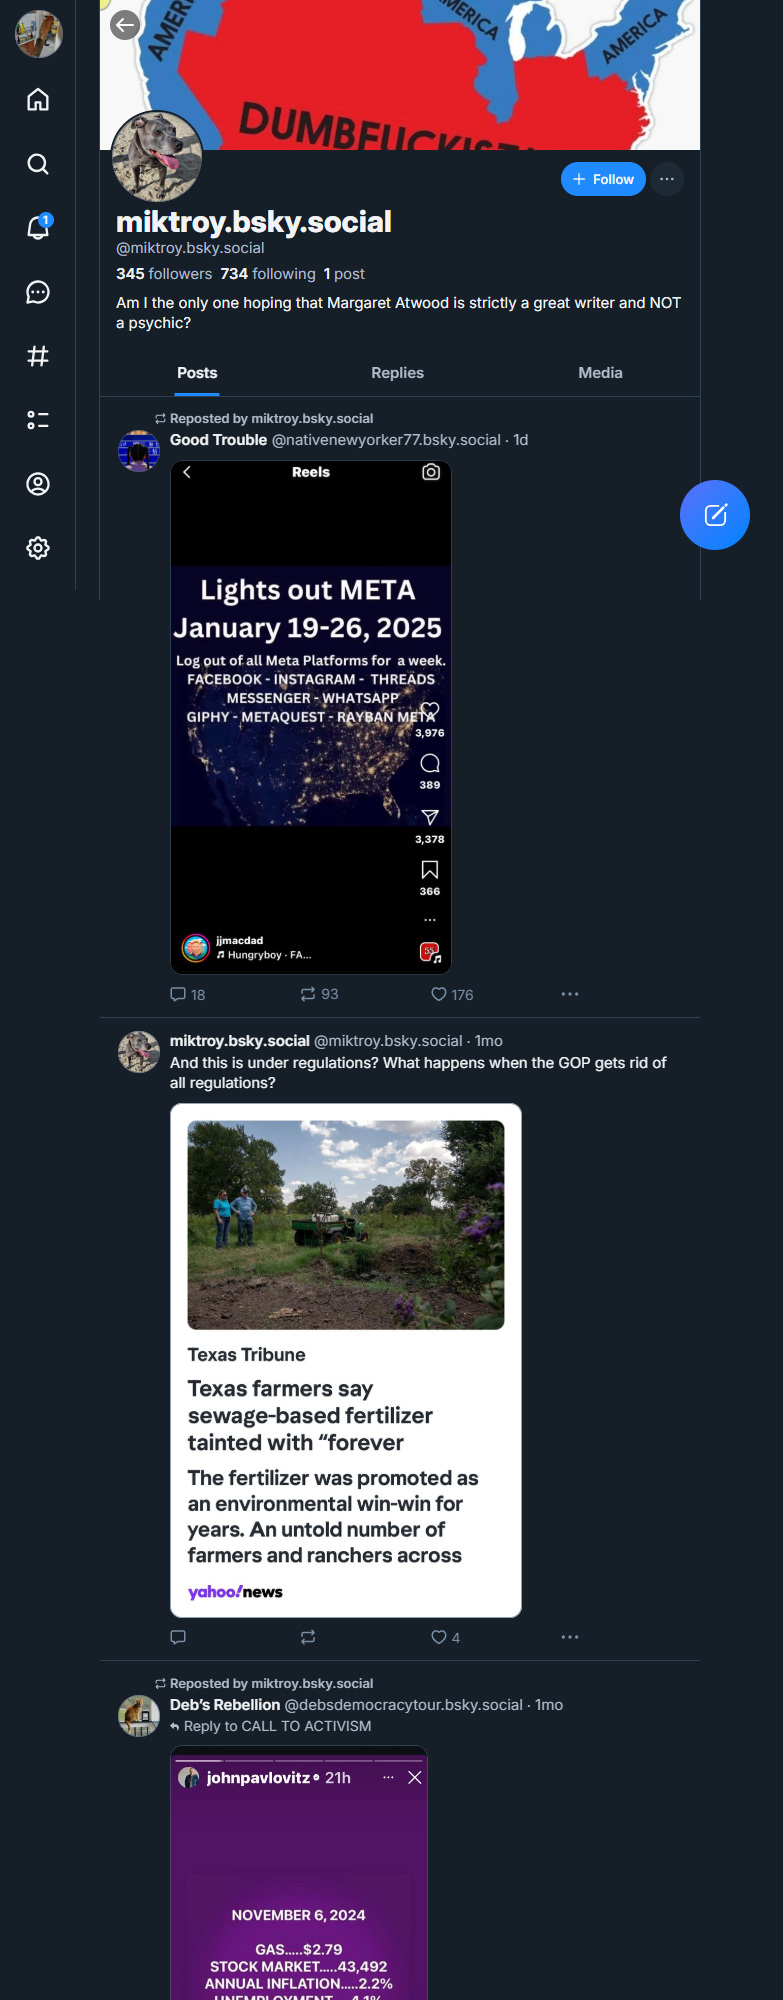 AMERICA
AMERICA
DUMBFUCKIST
Follow
miktroy.bsky.social
@miktroy.bsky.social
345 followers 734 following 1 post
Am I the only one hoping that Margaret Atwood is strictly a great writer and NOT
a psychic?
Posts Replies Media
1
Reposted by miktroy.bsky.social
Good Trouble @nativenewyorker77.bsky.social · 1d
Reels
Lights out META
January 19-26, 2025
Log out of all Meta Platforms for a week.
FACEBOOK - INSTAGRAM - THREADS
MESSENGER - WHATSAPP
GIPHY - METAQUEST - RAYBAN META
3,976
389
3,378
366
jjmacdad
Hungryboy · FA...
55
18 93 176
miktroy.bsky.social @miktroy.bsky.social · 1mo
And this is under regulations? What happens when the GOP gets rid of
all regulations?
Texas Tribune
Texas farmers say
sewage-based fertilizer
tainted with “forever
The fertilizer was promoted as
an environmental win-win for
years. An untold number of
farmers and ranchers across
yahoo!news
4
Reposted by miktroy.bsky.social
Deb’s Rebellion @debsdemocracytour.bsky.social · 1mo
Reply to CALL TO ACTIVISM
johnpavlovitz 21h
NOVEMBER 6, 2024
GAS.....$2.79
STOCK MARKET.....43,492
ANNUAL INFLATION.....2.2%
UNEMPLOYMENT....4.1%